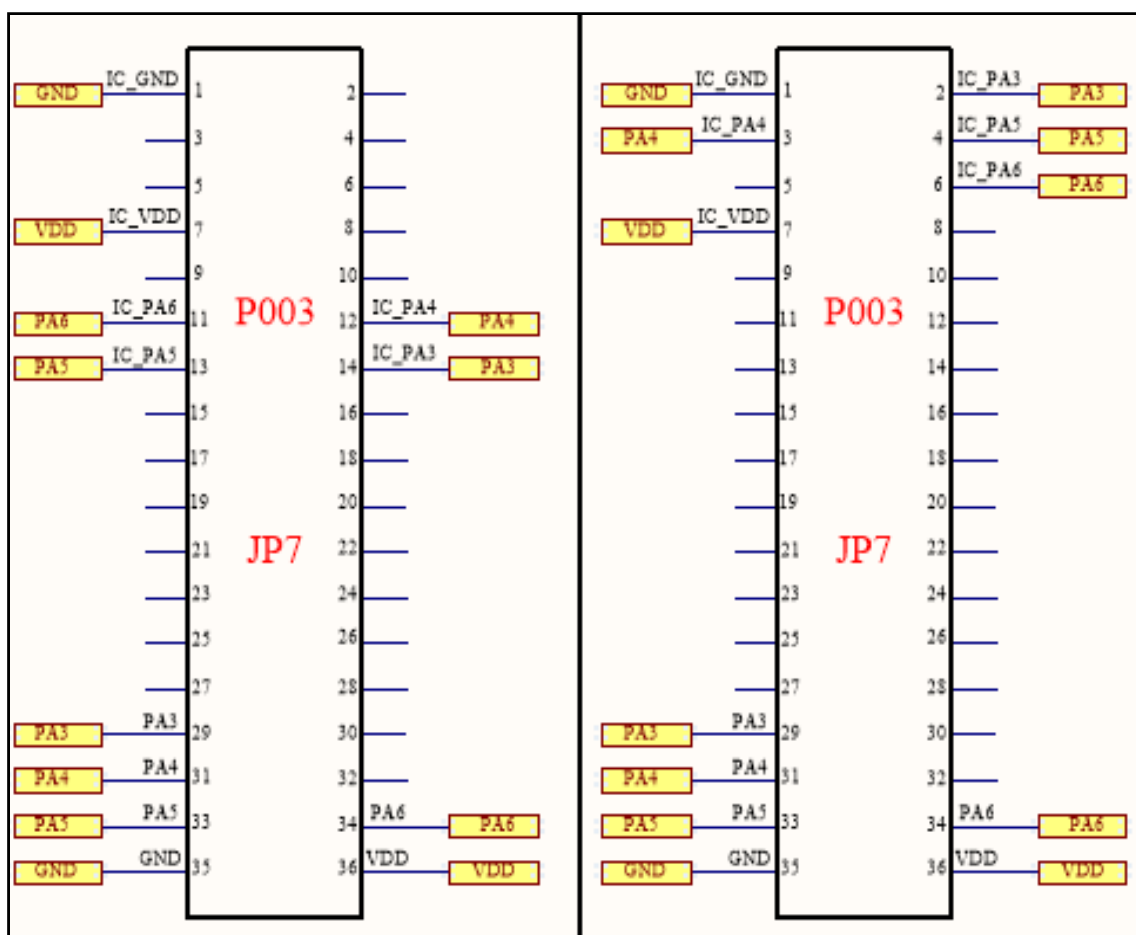 IC_GND
GND 1 2
3 4
5 6
IC_VDD
VDD 7 8
9 10
IC_PA6 P003 IC_PA4
PA6 11 12 PA4
IC_PA5 IC_PA3
PA5 13 14 PA3
15 16
17 18
19 20
JP7
21 22
23 24
25 26
27 28
PA3
PA3 29 30
PA4
PA4 31 32
PA5 PA6
PA5 33 34 PA6
GND VDD
GND 35 36 VDD
IC_GND IC_PA3
GND 1 2 PA3
IC_PA4 IC_PA5
PA4 3 4 PA5
IC_PA6
5 6 PA6
IC_VDD
VDD 7 8
9 10
P003
11 12
13 14
15 16
17 18
19 20
JP7
21 22
23 24
25 26
27 28
PA3
PA3 29 30
PA4
PA4 31 32
PA5 PA6
PA5 33 34 PA6
GND VDD
GND 35 36 VDD